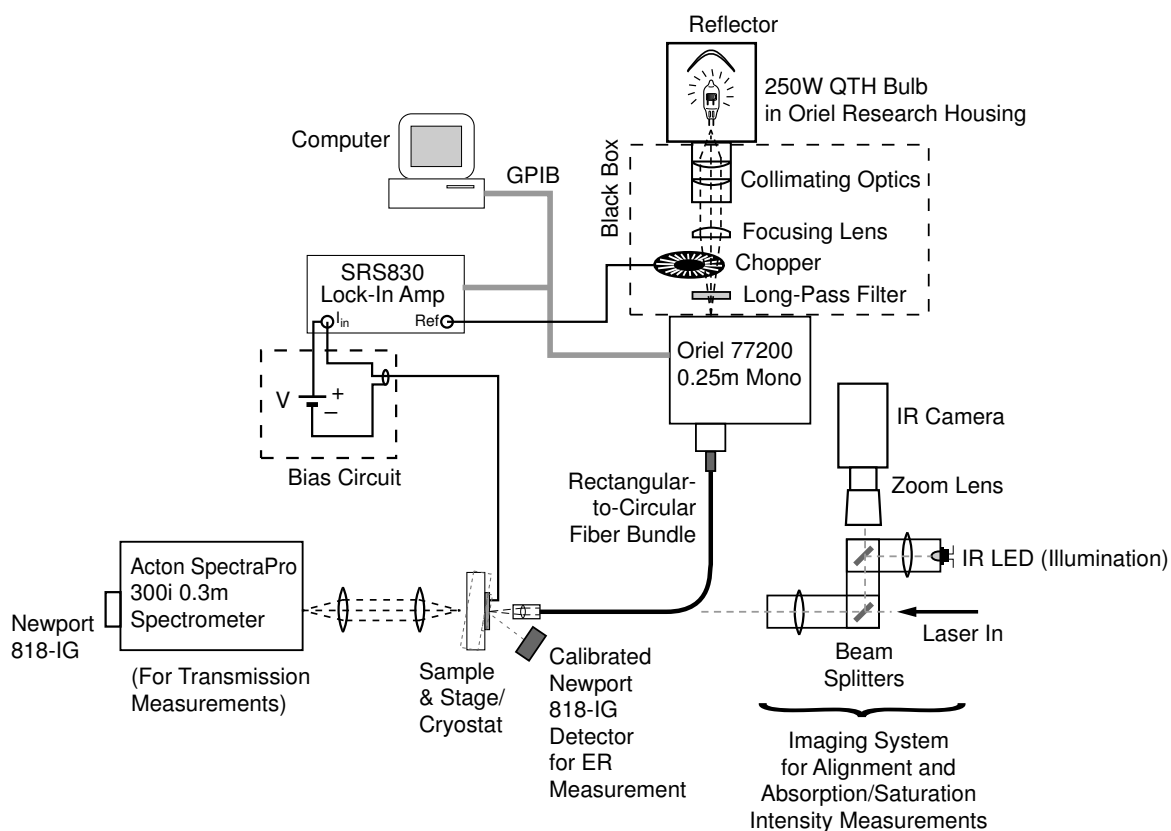 Reflector
250W QTH Bulb
in Oriel Research Housing
Computer
GPIB
Black Box
Collimating Optics
Focusing Lens
Chopper
Long-Pass Filter
SRS830
Lock-In Amp
Iin
Ref
Oriel 77200
0.25m Mono
V
+
–
Bias Circuit
IR Camera
Zoom Lens
Rectangular-
to-Circular
Fiber Bundle
IR LED (Illumination)
Acton SpectraPro
300i 0.3m
Spectrometer
Newport
818-IG
(For Transmission
Measurements)
Sample
& Stage/
Cryostat
Calibrated
Newport
818-IG
Detector
for ER
Measurement
Laser In
Beam
Splitters
Imaging System
for Alignment and
Absorption/Saturation
Intensity Measurements